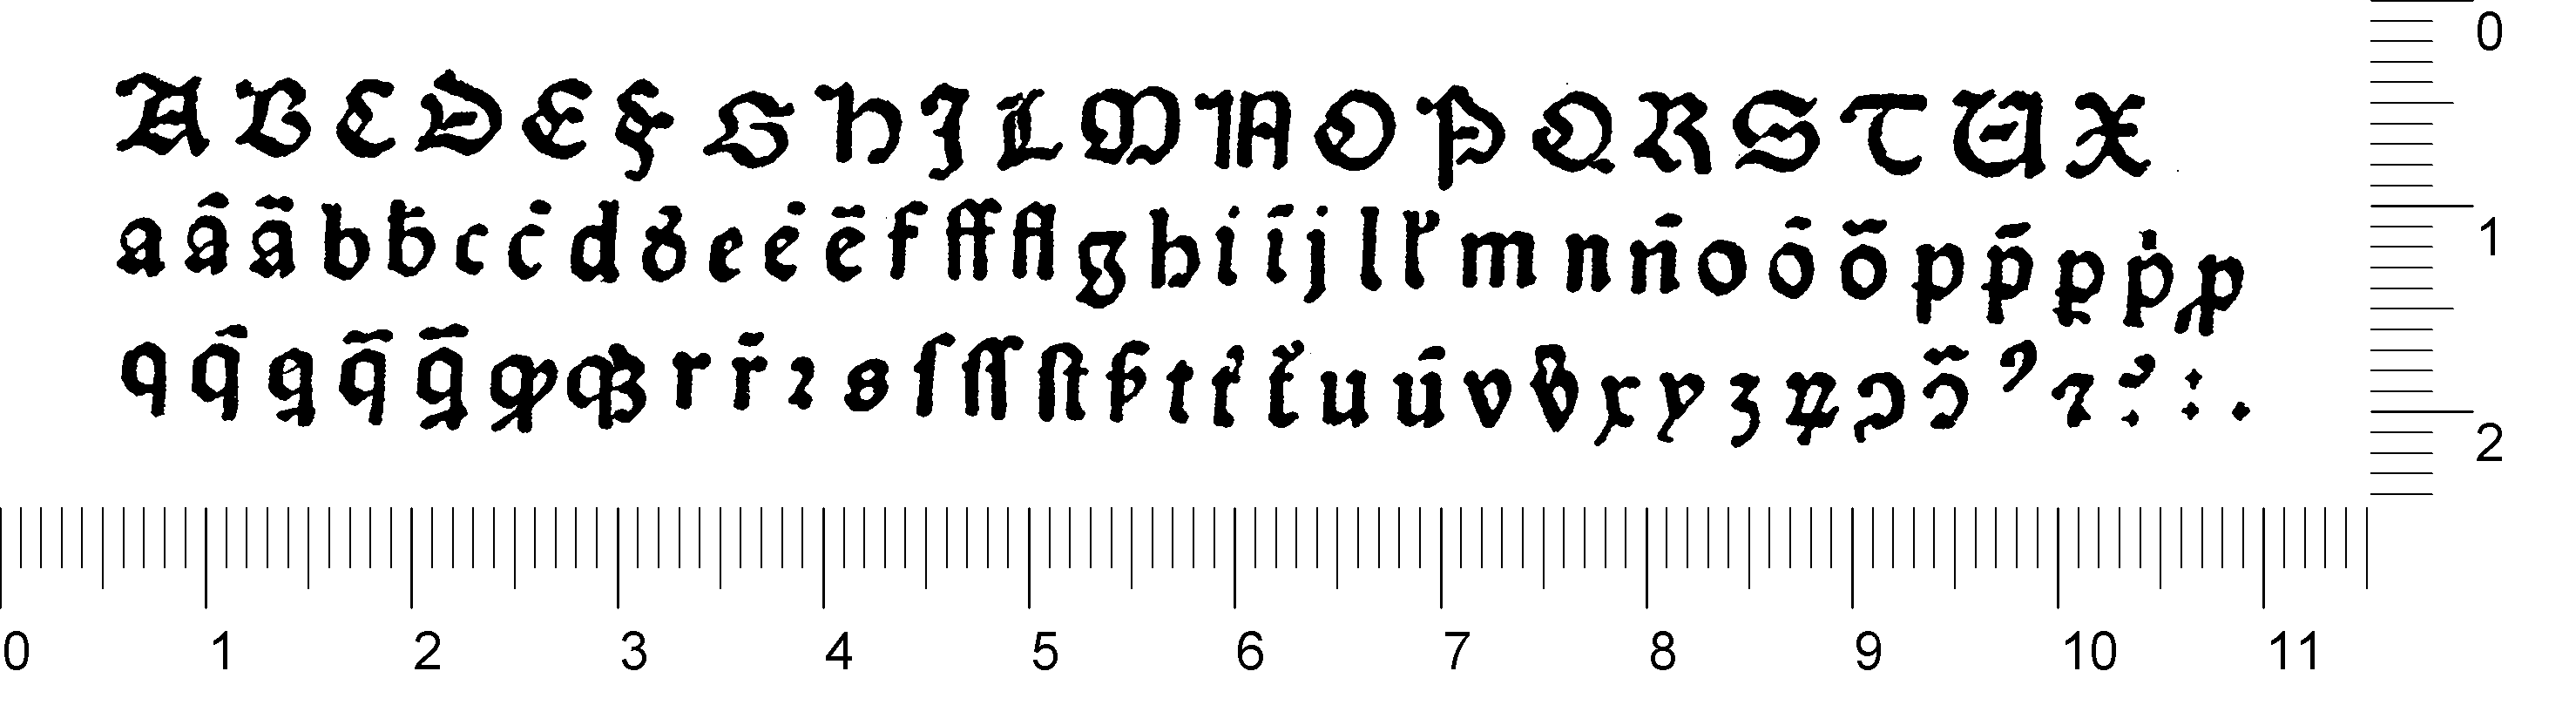 A B C D E F G H I L M N O P Q R S T U X
a â ã b ƀ c c̄ d ẟ e ė ē f ff fl g h i ī j l l̛ m n n̄ o ô õ p p̄ ꝑ ṗ ꝓ
q q̂ ꝗ q̃ ꝗ̄ ꝙ qꝫ r r̄ ꝛ s ſ ſſ ſt ꝭ t t̛ t̃ u ū v ꝟ x y ꝫ ꝝ ꝯ ꝯ̃ ꝰ ꝛ ? : .
0
1
2
0 1 2 3 4 5 6 7 8 9 10 11